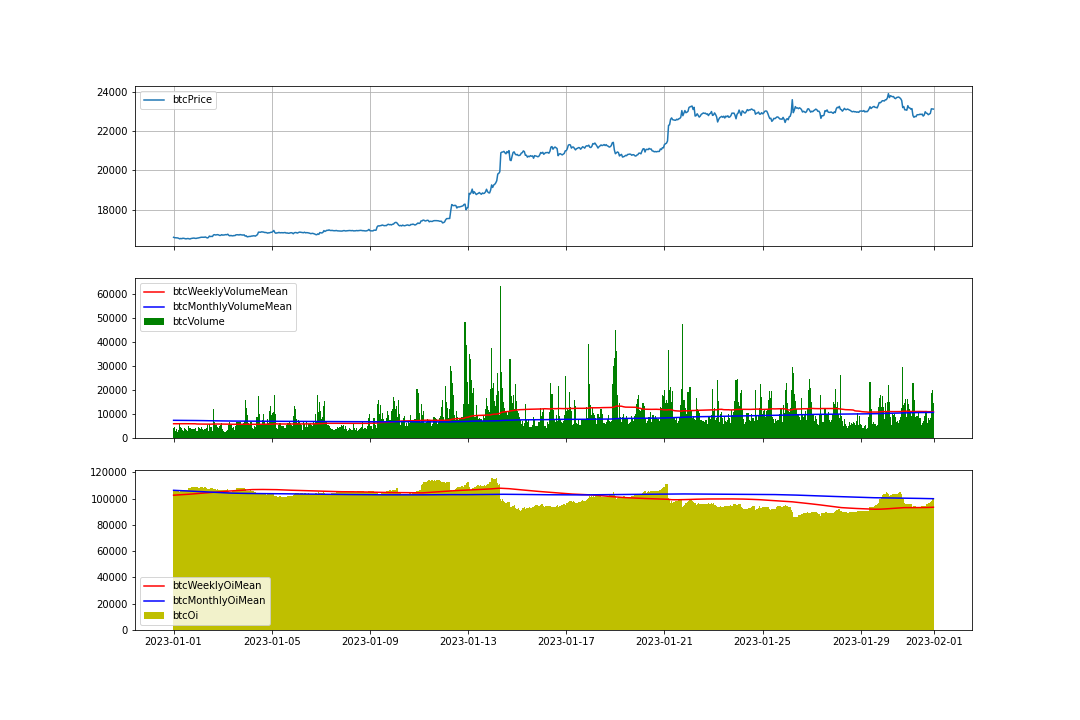 24000
22000
20000
18000
btcPrice
60000
50000
40000
30000
20000
10000
0
btcWeeklyVolumeMean
btcMonthlyVolumeMean
btcVolume
120000
100000
80000
60000
40000
20000
0
btcWeeklyOiMean
btcMonthlyOiMean
btcOi
2023-01-01 2023-01-05 2023-01-09 2023-01-13 2023-01-17 2023-01-21 2023-01-25 2023-01-29 2023-02-01